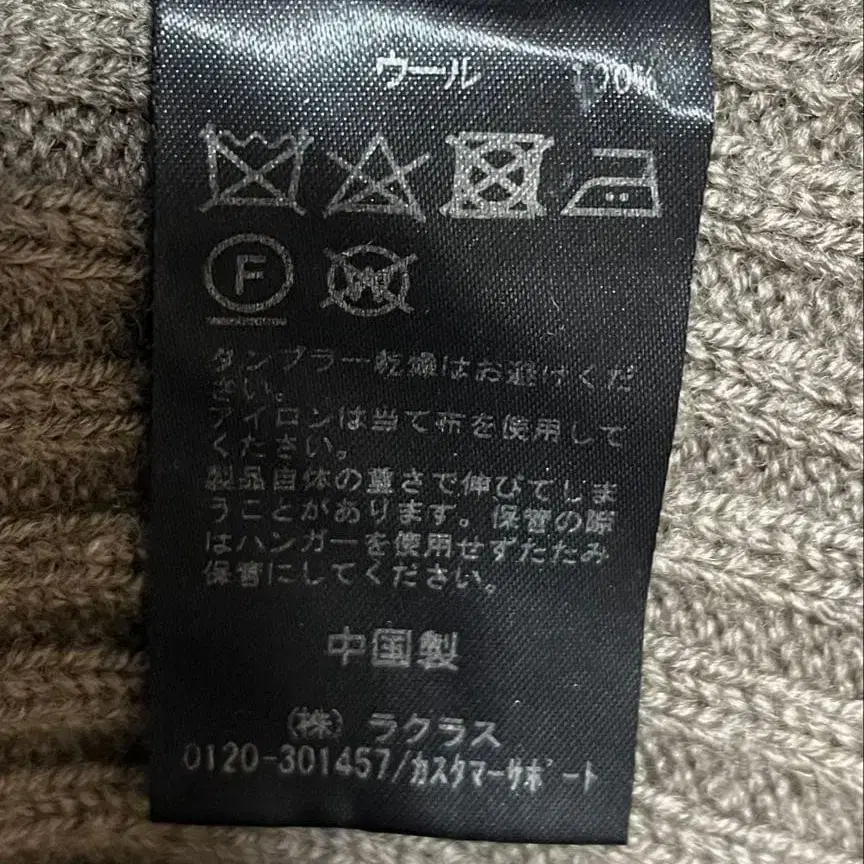 ウール 100%
F
W
タンブラー乾燥はお避けくだ
さい。
アイロンは当て布を使用して
ください。
製品自体の重さで伸びてしま
うことがあります。保管の際
はハンガーを使用せずたたみ
保管にしてください。
中国製
(株) ラクラス
0120-301457/カスタマーサポート